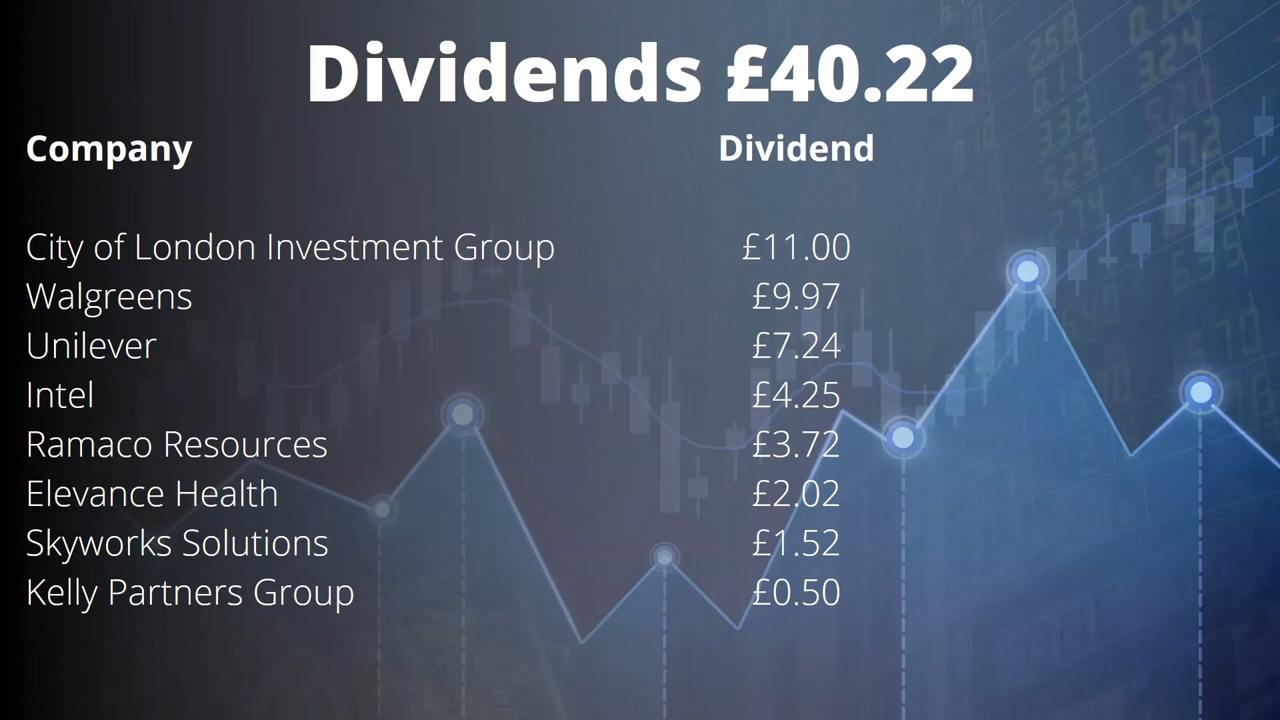 Dividends £40.22
Company Dividend
City of London Investment Group £11.00
Walgreens £9.97
Unilever £7.24
Intel £4.25
Ramaco Resources £3.72
Elevance Health £2.02
Skyworks Solutions £1.52
Kelly Partners Group £0.50